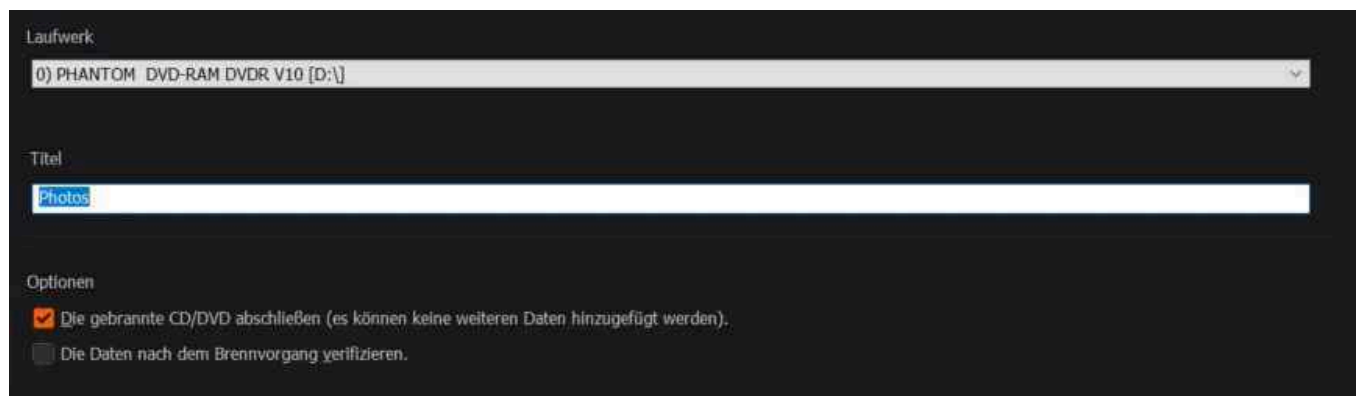 Laufwerk
0) PHANTOM DVD-RAM DVDR V10 [D:\]
Titel
Photos
Optionen
Die gebrannte CD/DVD abschließen (es können keine weiteren Daten hinzugefügt werden).
Die Daten nach dem Brennvorgang verifizieren.